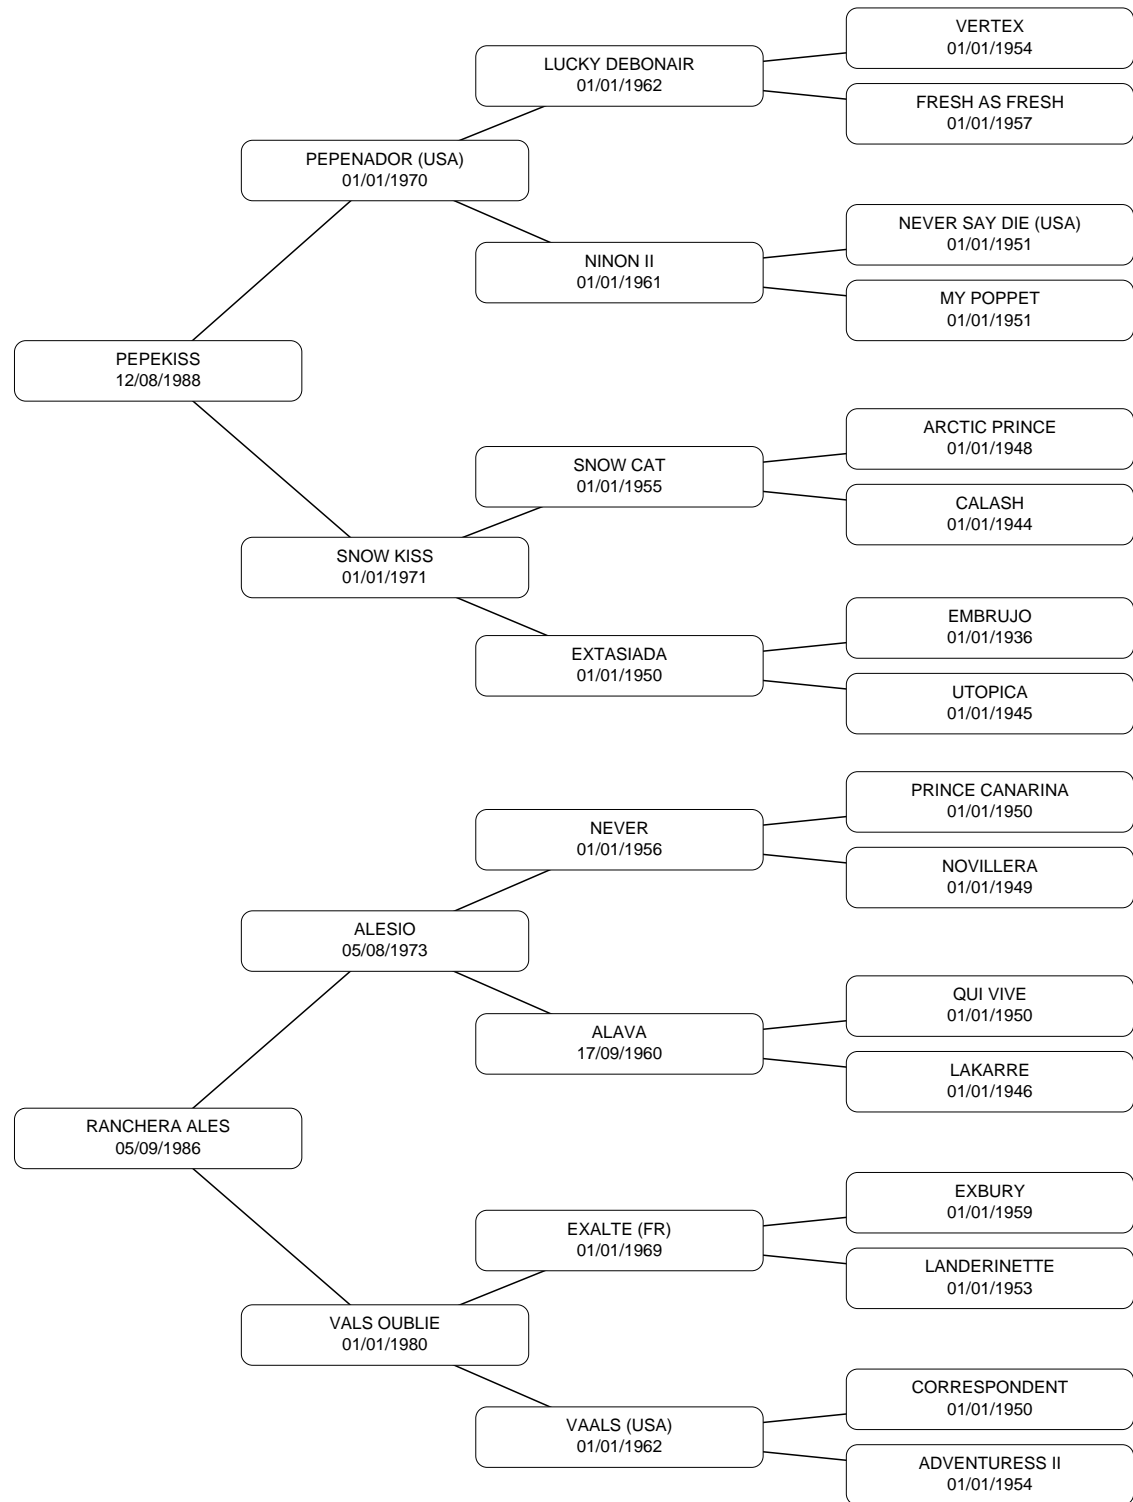 VERTEX
01/01/1954
LUCKY DEBONAIR
01/01/1962
FRESH AS FRESH
01/01/1957
PEPENADOR (USA)
01/01/1970
NEVER SAY DIE (USA)
01/01/1951
NINON II
01/01/1961
MY POPPET
01/01/1951
PEPEKISS
12/08/1988
ARCTIC PRINCE
01/01/1948
SNOW CAT
01/01/1955
CALASH
01/01/1944
SNOW KISS
01/01/1971
EMBRUJO
01/01/1936
EXTASIADA
01/01/1950
UTOPICA
01/01/1945
PRINCE CANARINA
01/01/1950
NEVER
01/01/1956
NOVILLERA
01/01/1949
ALESIO
05/08/1973
QUI VIVE
01/01/1950
ALAVA
17/09/1960
LAKARRE
01/01/1946
RANCHERA ALES
05/09/1986
EXBURY
01/01/1959
EXALTE (FR)
01/01/1969
LANDERINETTE
01/01/1953
VALS OUBLIE
01/01/1980
CORRESPONDENT
01/01/1950
VAALS (USA)
01/01/1962
ADVENTURESS II
01/01/1954